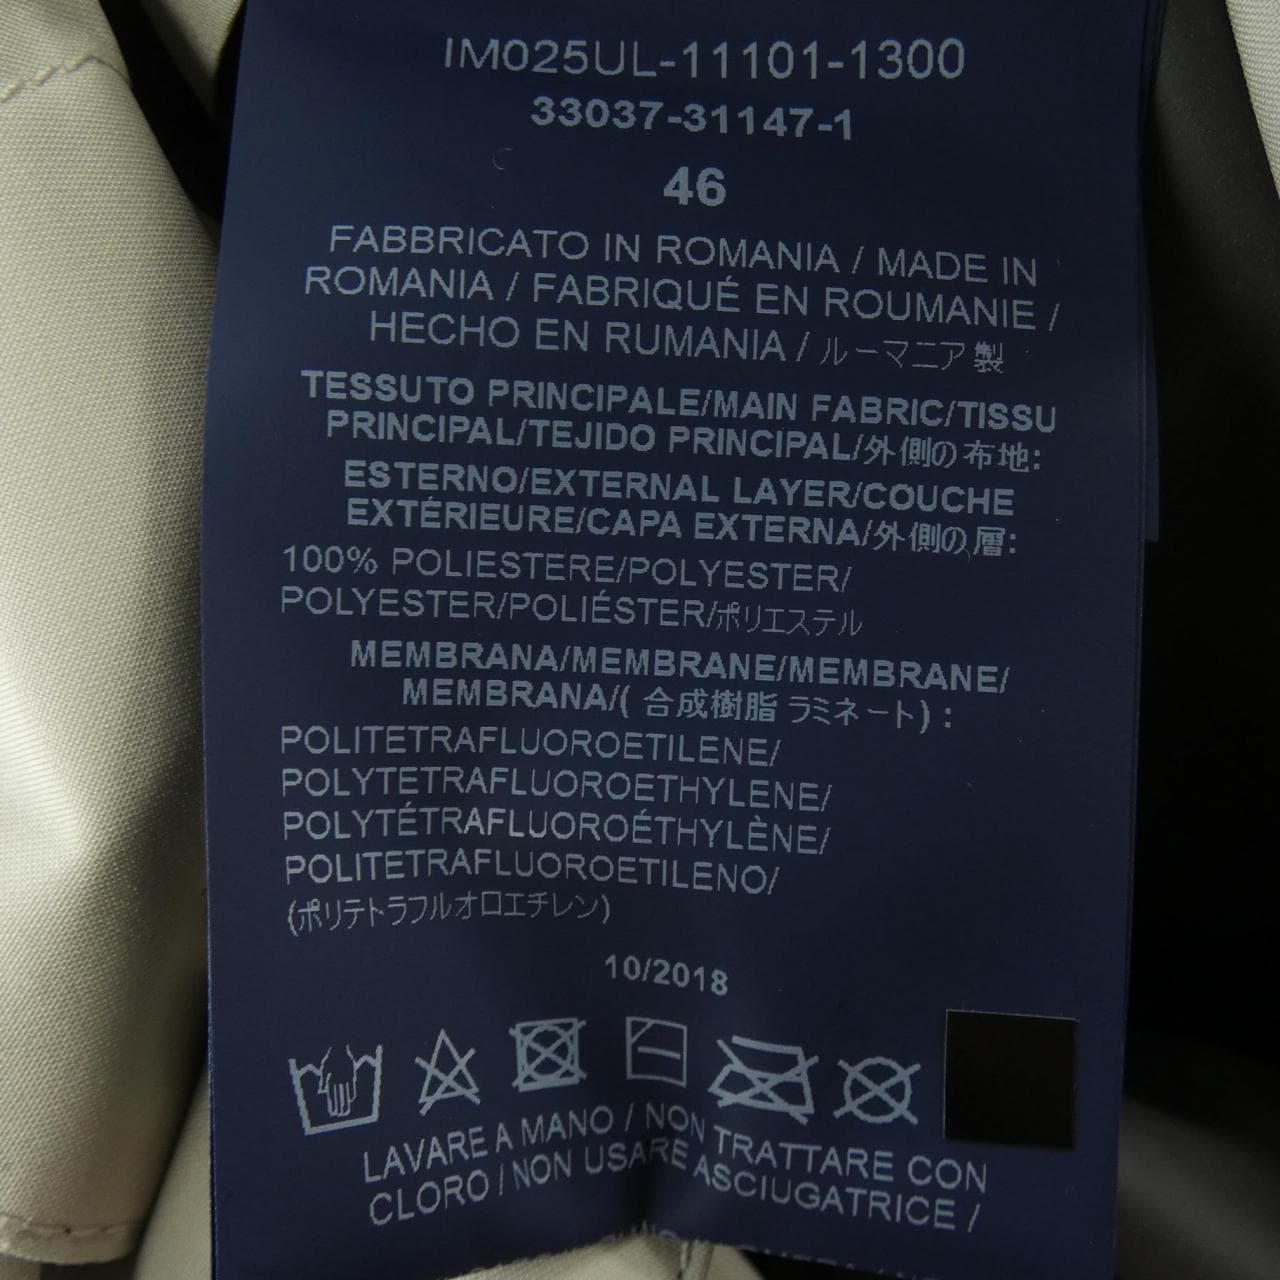 IM025UL-11101-1300
33037-31147-1
46
FABBRICATO IN ROMANIA / MADE IN
ROMANIA / FABRIQUÉ EN ROUMANIE /
HECHO EN RUMANIA / ルーマニア製
TESSUTO PRINCIPALE/MAIN FABRIC/TISSU
PRINCIPAL/TEJIDO PRINCIPAL/外側の布地:
ESTERNO/EXTERNAL LAYER/COUCHE
EXTÉRIEURE/CAPA EXTERNA/外側の層:
100% POLIESTERE/POLYESTER/
POLYESTER/POLIÉSTER/ポリエステル
MEMBRANA/MEMBRANE/MEMBRANE/
MEMBRANA/( 合成樹脂 ラミネート) :
POLITETRAFLUOROETILENE/
POLYTETRAFLUOROETHYLENE/
POLYTÉTRAFLUOROÉTHYLÈNE/
POLITETRAFLUOROETILENO/
(ポリテトラフルオロエチレン)
10/2018
LAVARE A MANO / NON TRATTARE CON
CLORO / NON USARE ASCIUGATRICE /